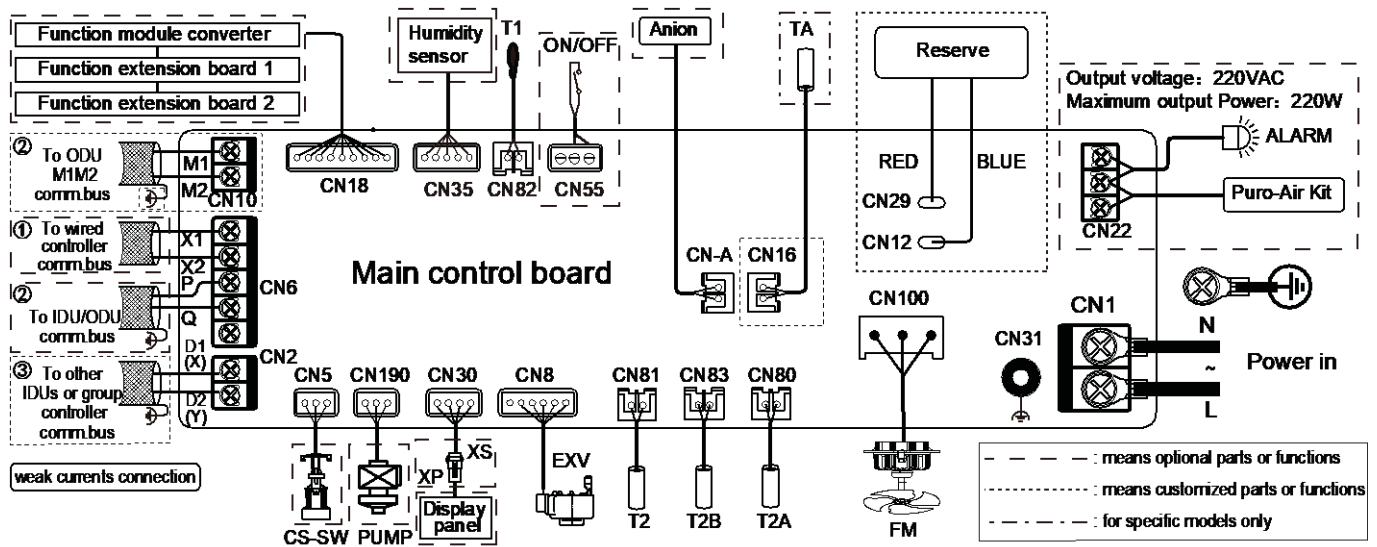 Function module converter
Function extension board 1
Function extension board 2
Humidity
sensor
T1
ON/OFF
Anion
TA
Reserve
RED
BLUE
Output voltage: 220VAC
Maximum output Power: 220W
ALARM
Puro-Air Kit
CN22
② To ODU
M1M2
comm.bus
M1
M2
CN10
CN18
CN35
CN82
CN55
CN29
CN12
① To wired
controller
comm.bus
X1
X2
P
Q
CN6
② To IDU/ODU
comm.bus
Main control board
CN-A
CN16
CN100
CN31
CN1
N
~
L
Power in
D1
(X)
CN2
D2
(Y)
③ To other
IDUs or group
controller
comm.bus
CN5
CN190
CN30
CN8
CN81
CN83
CN80
weak currents connection
CS-SW
PUMP
XP
XS
Display
panel
EXV
T2
T2B
T2A
FM
: means optional parts or functions
: means customized parts or functions
: for specific models only